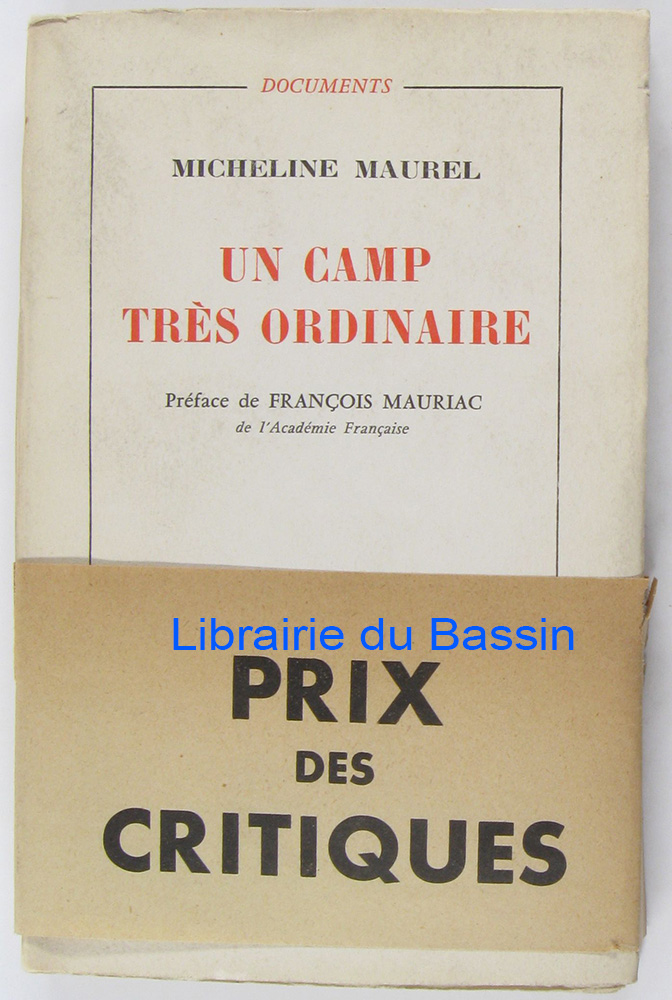 DOCUMENTS
MICHELINE MAUREL
UN CAMP
TRÈS ORDINAIRE
Préface de FRANÇOIS MAURIAC
de l'Académie Française
Librairie du Bassin
PRIX
DES
CRITIQUES